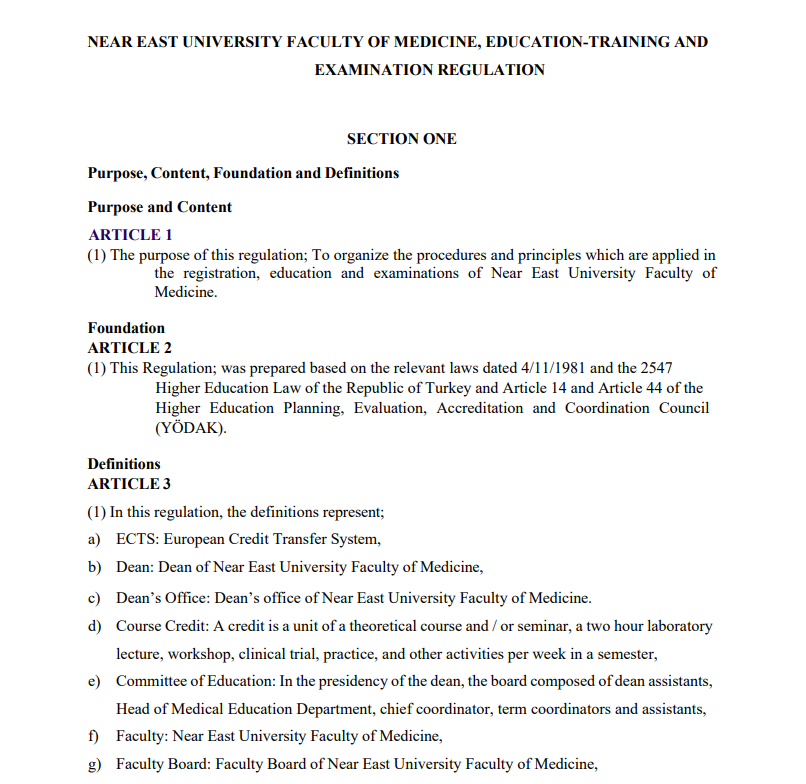 NEAR EAST UNIVERSITY FACULTY OF MEDICINE, EDUCATION-TRAINING AND
EXAMINATION REGULATION
SECTION ONE
Purpose, Content, Foundation and Definitions
Purpose and Content
ARTICLE 1
(1) The purpose of this regulation; To organize the procedures and principles which are applied in
the registration, education and examinations of Near East University Faculty of
Medicine.
Foundation
ARTICLE 2
(1) This Regulation; was prepared based on the relevant laws dated 4/11/1981 and the 2547
Higher Education Law of the Republic of Turkey and Article 14 and Article 44 of the
Higher Education Planning, Evaluation, Accreditation and Coordination Council
(YÖDAK).
Definitions
ARTICLE 3
(1) In this regulation, the definitions represent;
a) ECTS: European Credit Transfer System,
b) Dean: Dean of Near East University Faculty of Medicine,
c) Dean’s Office: Dean’s office of Near East University Faculty of Medicine.
d) Course Credit: A credit is a unit of a theoretical course and / or seminar, a two hour laboratory
lecture, workshop, clinical trial, practice, and other activities per week in a semester,
e) Committee of Education: In the presidency of the dean, the board composed of dean assistants,
Head of Medical Education Department, chief coordinator, term coordinators and assistants,
f) Faculty: Near East University Faculty of Medicine,
g) Faculty Board: Faculty Board of Near East University Faculty of Medicine,